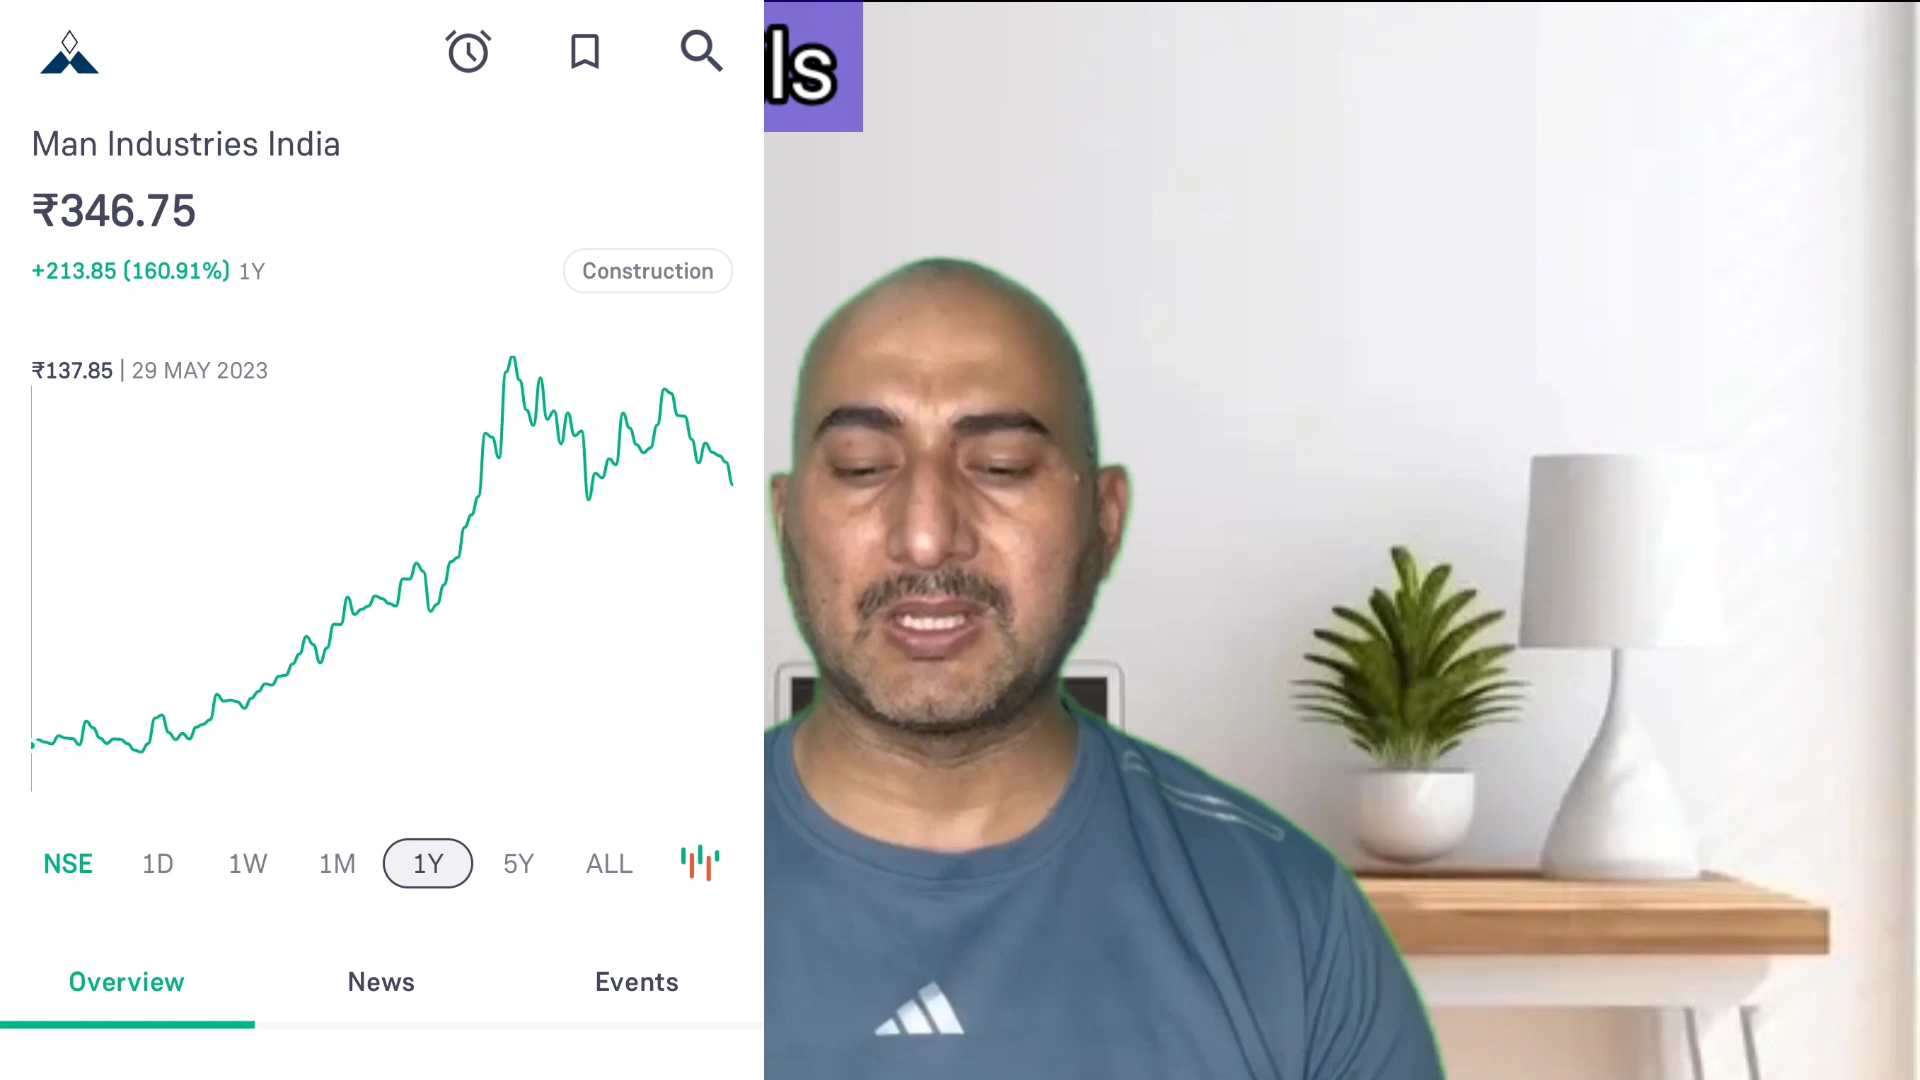 Man Industries India
₹346.75
+213.85 (160.91%) 1Y
Construction
₹137.85 | 29 MAY 2023
NSE 1D 1W 1M 1Y 5Y ALL
Overview News Events
ls